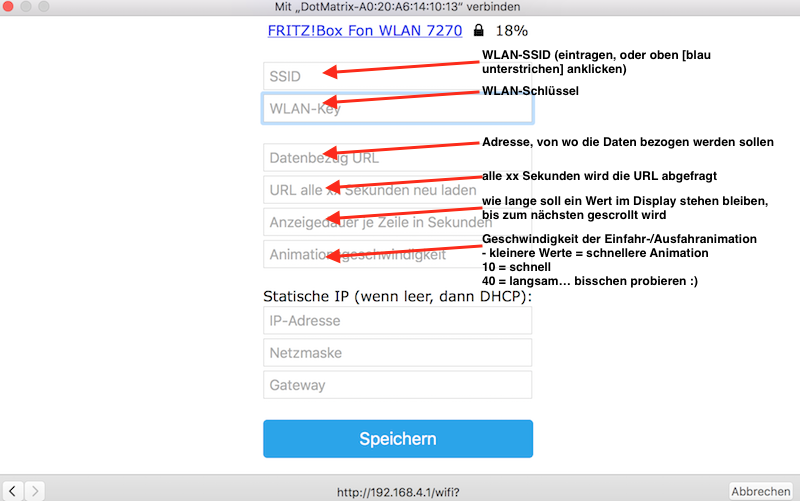 Mit „DotMatrix-A0:20:A6:14:10:13“ verbinden
FRITZ!Box Fon WLAN 7270 18%
WLAN-SSID (eintragen, oder oben [blau
unterstrichen] anklicken)
SSID
WLAN-Schlüssel
WLAN-Key
Adresse, von wo die Daten bezogen werden sollen
Datenbezug URL
alle xx Sekunden wird die URL abgefragt
URL alle xx Sekunden neu laden
wie lange soll ein Wert im Display stehen bleiben,
bis zum nächsten gescrollt wird
Anzeigedauer je Zeile in Sekunden
Geschwindigkeit der Einfahr-/Ausfahranimation
- kleinere Werte = schnellere Animation
10 = schnell
40 = langsam... bisschen probieren :)
Animationsgeschwindigkeit
Statische IP (wenn leer, dann DHCP):
IP-Adresse
Netzmaske
Gateway
Speichern
http://192.168.4.1/wifi?
Abbrechen